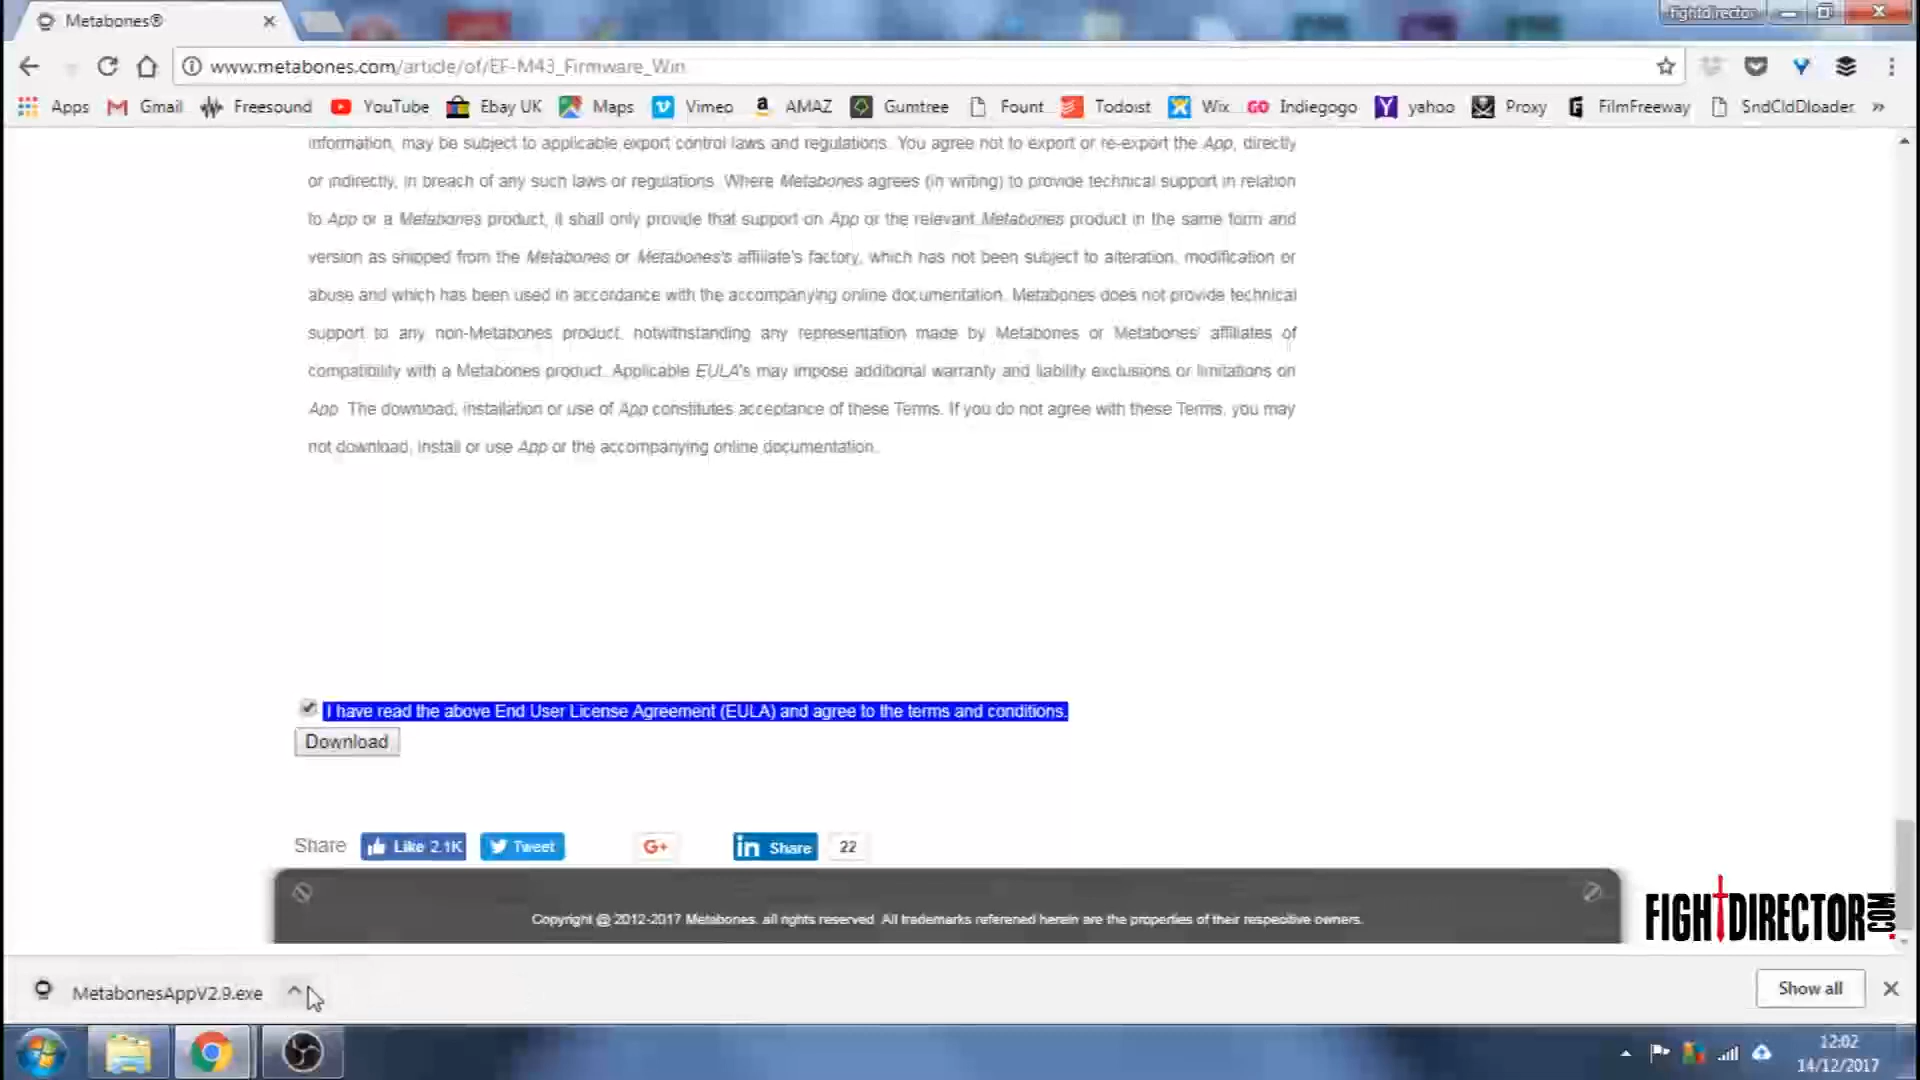 Metabones®
fightdirector
www.metabones.com/article/of/EF-M43_Firmware_Win
Apps Gmail Freesound YouTube Ebay UK Maps Vimeo AMAZ Gumtree Fount Todoist Wix Indiegogo yahoo Proxy FilmFreeway SndCldDloader »
information, may be subject to applicable export control laws and regulations. You agree not to export or re-export the App, directly
or indirectly, in breach of any such laws or regulations. Where Metabones agrees (in writing) to provide technical support in relation
to App or a Metabones product, it shall only provide that support on App or the relevant Metabones product in the same form and
version as shipped from the Metabones or Metabones's affiliate's factory, which has not been subject to alteration, modification or
abuse and which has been used in accordance with the accompanying online documentation. Metabones does not provide technical
support to any non-Metabones product, notwithstanding any representation made by Metabones or Metabones' affiliates of
compatibility with a Metabones product. Applicable EULA's may impose additional warranty and liability exclusions or limitations on
App. The download, installation or use of App constitutes acceptance of these Terms. If you do not agree with these Terms, you may
not download, install or use App or the accompanying online documentation.
I have read the above End User License Agreement (EULA) and agree to the terms and conditions.
Download
Share Like 2.1K Tweet G+ in Share 22
Copyright @ 2012-2017 Metabones, all rights reserved. All trademarks referened herein are the properties of their respecitive owners.
FIGHTDIRECTOR.COM
MetabonesAppV2.9.exe
Show all
12:02
14/12/2017